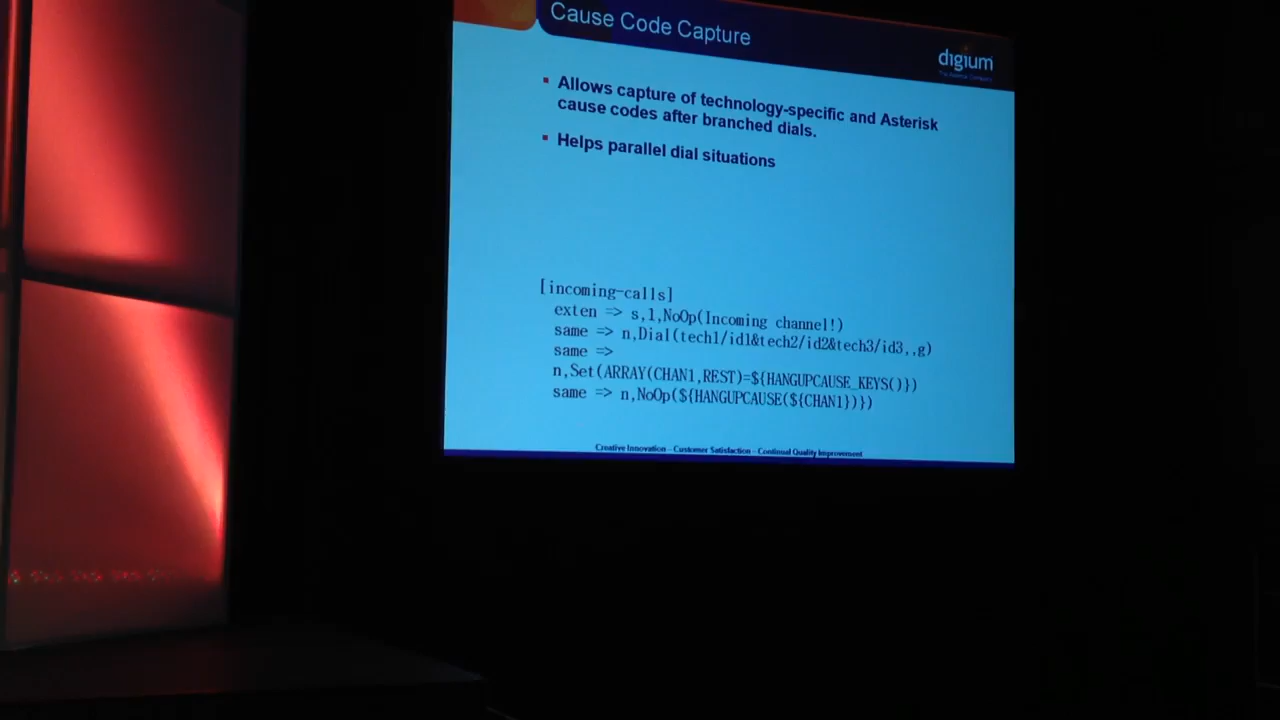 Cause Code Capture
digium
▪ Allows capture of technology-specific and Asterisk
cause codes after branched dials.
▪ Helps parallel dial situations
[incoming-calls]
exten => s,1,NoOp(Incoming channel!)
same => n,Dial(tech1/id1&tech2/id2&tech3/id3,,g)
same =>
n,Set(ARRAY(CHAN1,REST)=${HANGUPCAUSE_KEYS()})
same => n,NoOp(${HANGUPCAUSE(${CHAN1})})
Creative Innovation – Customer Satisfaction – Continual Quality Improvement